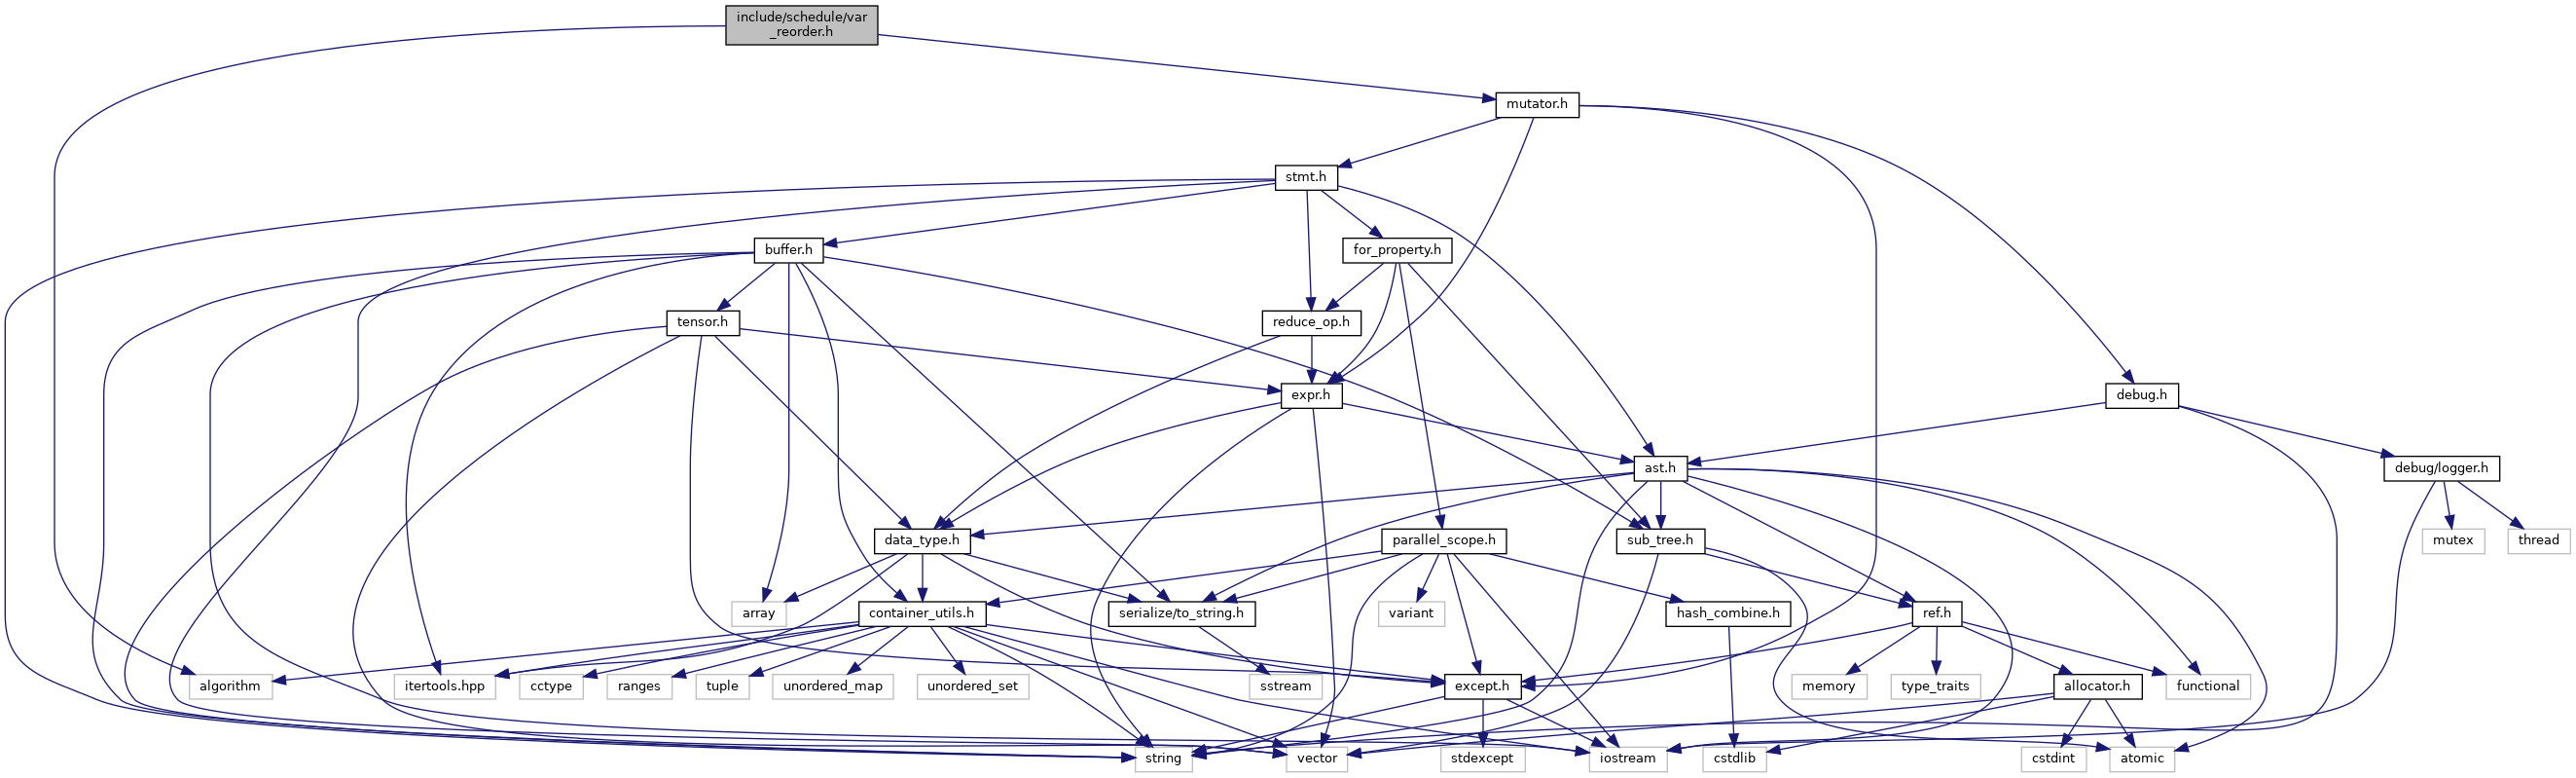 include/schedule/var
_reorder.h
mutator.h
stmt.h
buffer.h
for_property.h
tensor.h
reduce_op.h
expr.h
debug.h
ast.h
debug/logger.h
data_type.h
parallel_scope.h
sub_tree.h
mutex
thread
array
container_utils.h
serialize/to_string.h
variant
hash_combine.h
ref.h
algorithm
itertools.hpp
cctype
ranges
tuple
unordered_map
unordered_set
sstream
except.h
memory
type_traits
allocator.h
functional
string
vector
stdexcept
iostream
cstdlib
cstdint
atomic